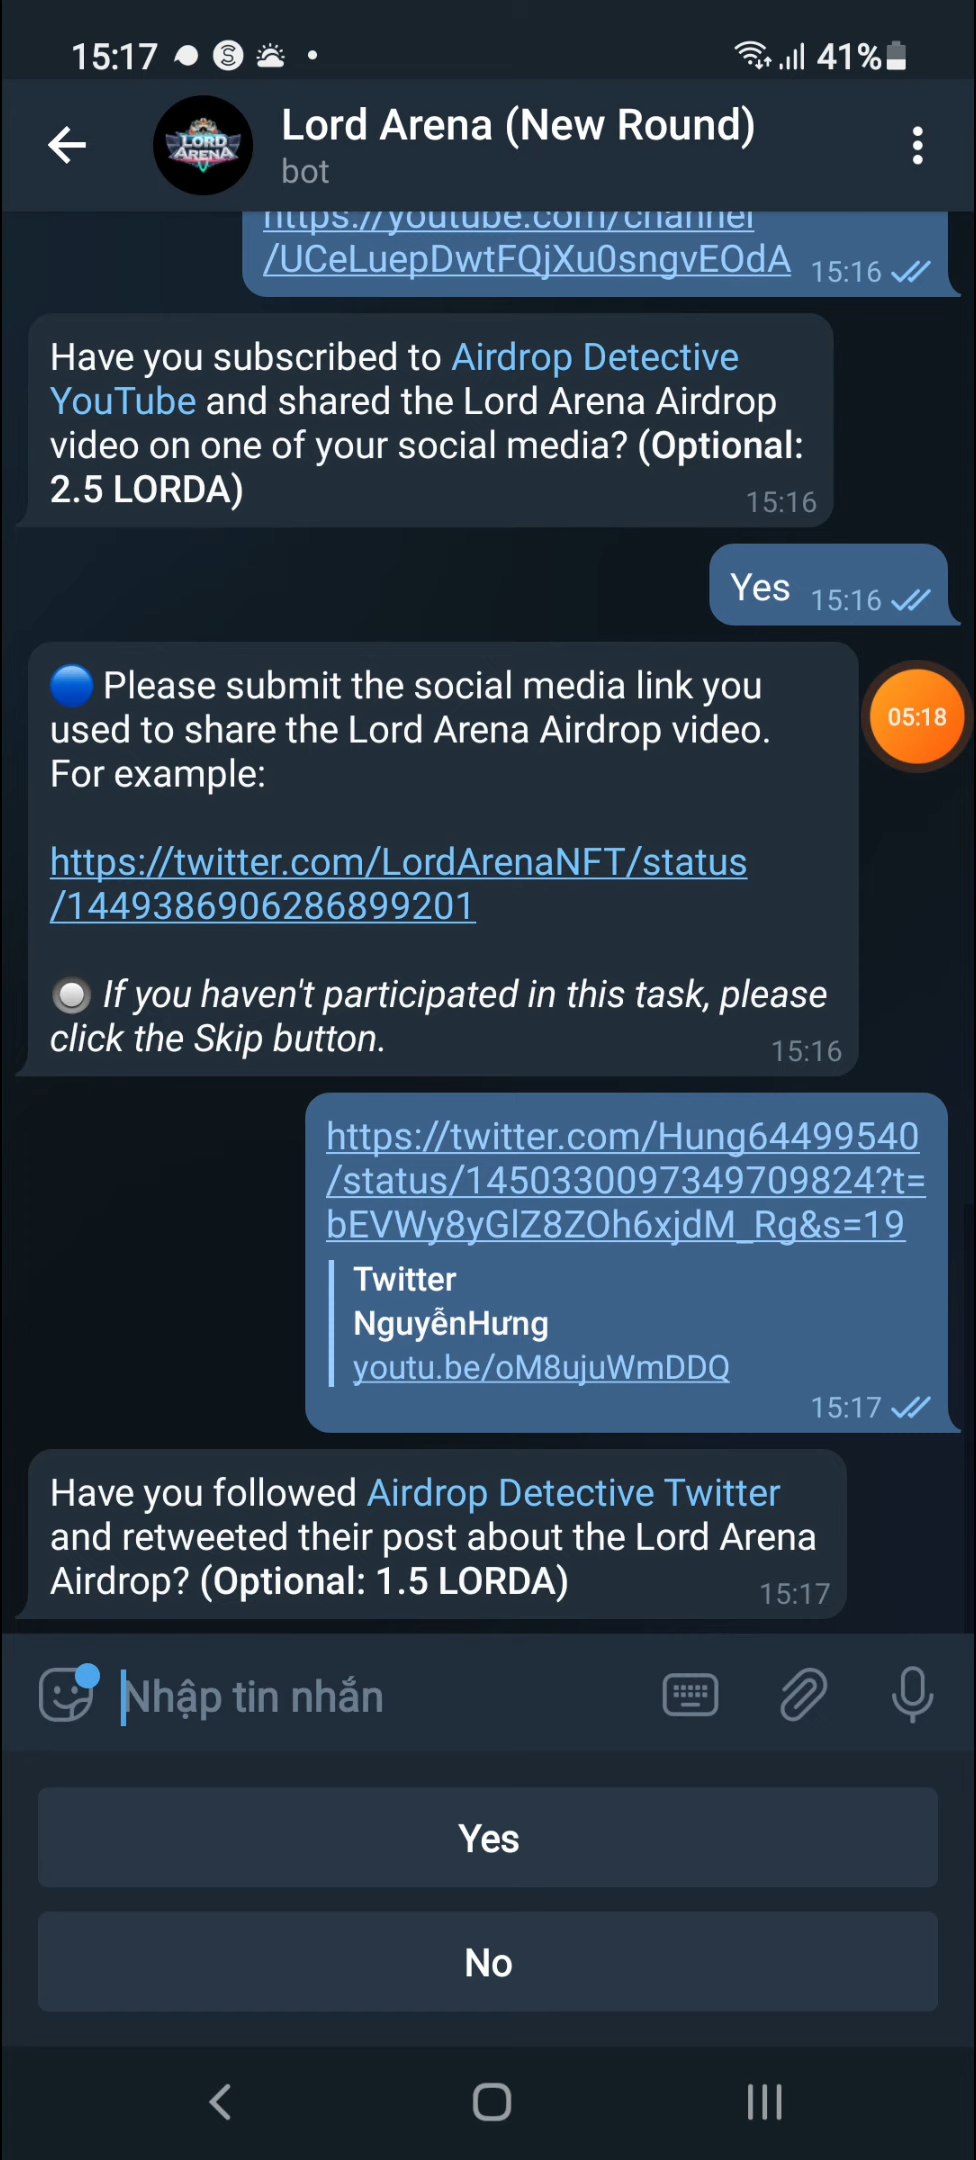 15:17
41%
LORD
ARENA
Lord Arena (New Round)
bot
https://youtube.com/channel
/UCeLuepDwtFQjXu0sngvEOdA 15:16
Have you subscribed to Airdrop Detective
YouTube and shared the Lord Arena Airdrop
video on one of your social media? (Optional:
2.5 LORDA)
15:16
Yes 15:16
Please submit the social media link you
used to share the Lord Arena Airdrop video.
For example:
05:18
https://twitter.com/LordArenaNFT/status
/1449386906286899201
If you haven't participated in this task, please
click the Skip button.
15:16
https://twitter.com/Hung64499540
/status/1450330097349709824?t=
bEVWy8yGlZ8ZOh6xjdM_Rg&s=19
Twitter
NguyễnHưng
youtu.be/oM8ujuWmDDQ
15:17
Have you followed Airdrop Detective Twitter
and retweeted their post about the Lord Arena
Airdrop? (Optional: 1.5 LORDA)
15:17
Nhập tin nhắn
Yes
No